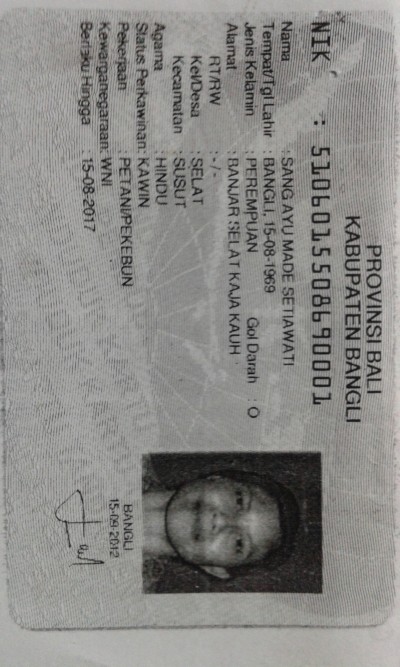 PROVINSI BALI
KABUPATEN BANGLI
NIK : 5106015508690001
Nama : SANG AYU MADE SETIAWATI
Tempat/Tgl Lahir : BANGLI, 15-08-1969
Jenis Kelamin : PEREMPUAN Gol Darah : O
Alamat : BANJAR SELAT KAJA KAUH
RT/RW : -/-
Kel/Desa : SELAT
Kecamatan : SUSUT
Agama : HINDU
Status Perkawinan: KAWIN
Pekerjaan : PETANI/PEKEBUN
Kewarganegaraan: WNI
Berlaku Hingga : 15-08-2017
BANGLI
15-09-2012